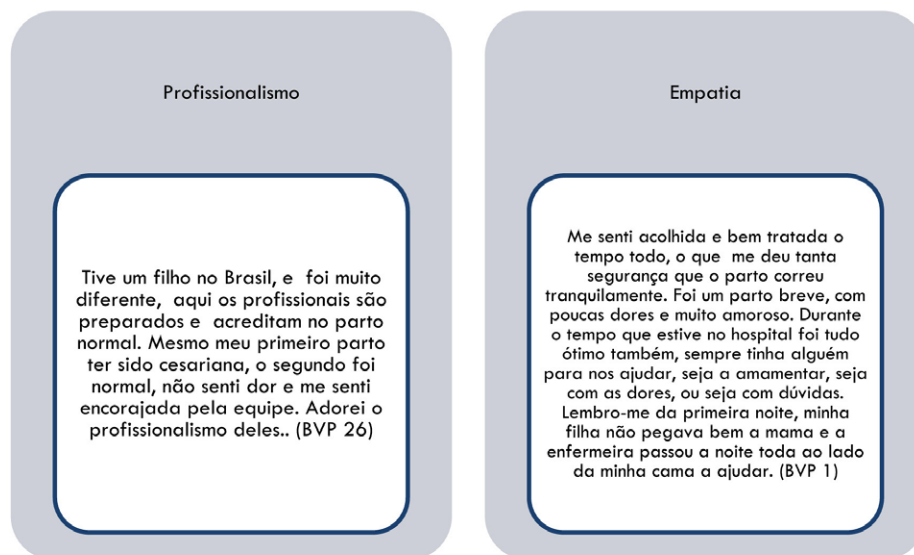 Profissionalismo
Tive um filho no Brasil, e foi muito
diferente, aqui os profissionais são
preparados e acreditam no parto
normal. Mesmo meu primeiro parto
ter sido cesariana, o segundo foi
normal, não senti dor e me senti
encorajada pela equipe. Adorei o
profissionalismo deles.. (BVP 26)
Empatia
Me senti acolhida e bem tratada o
tempo todo, o que me deu tanta
segurança que o parto correu
tranquilamente. Foi um parto breve, com
poucas dores e muito amoroso. Durante
o tempo que estive no hospital foi tudo
ótimo também, sempre tinha alguém
para nos ajudar, seja a amamentar, seja
com as dores, ou seja com dúvidas.
Lembro-me da primeira noite, minha
filha não pegava bem a mama e a
enfermeira passou a noite toda ao lado
da minha cama a ajudar. (BVP 1)